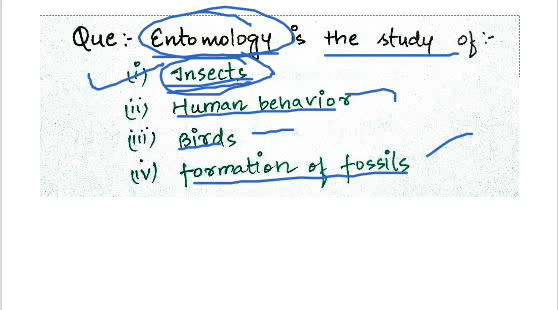 Que:- Entomology is the study of:-
(i) Insects
(ii) Human behavior
(iii) Birds
(iv) formation of fossils